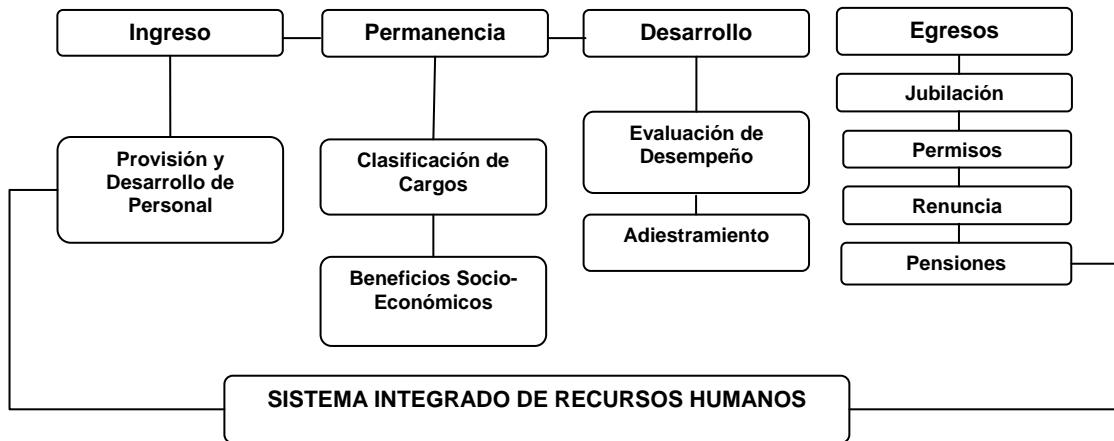 Ingreso
Permanencia
Desarrollo
Egresos
Provisión y
Desarrollo de
Personal
Clasificación de
Cargos
Beneficios Socio-
Económicos
Evaluación de
Desempeño
Adiestramiento
Jubilación
Permisos
Renuncia
Pensiones
SISTEMA INTEGRADO DE RECURSOS HUMANOS